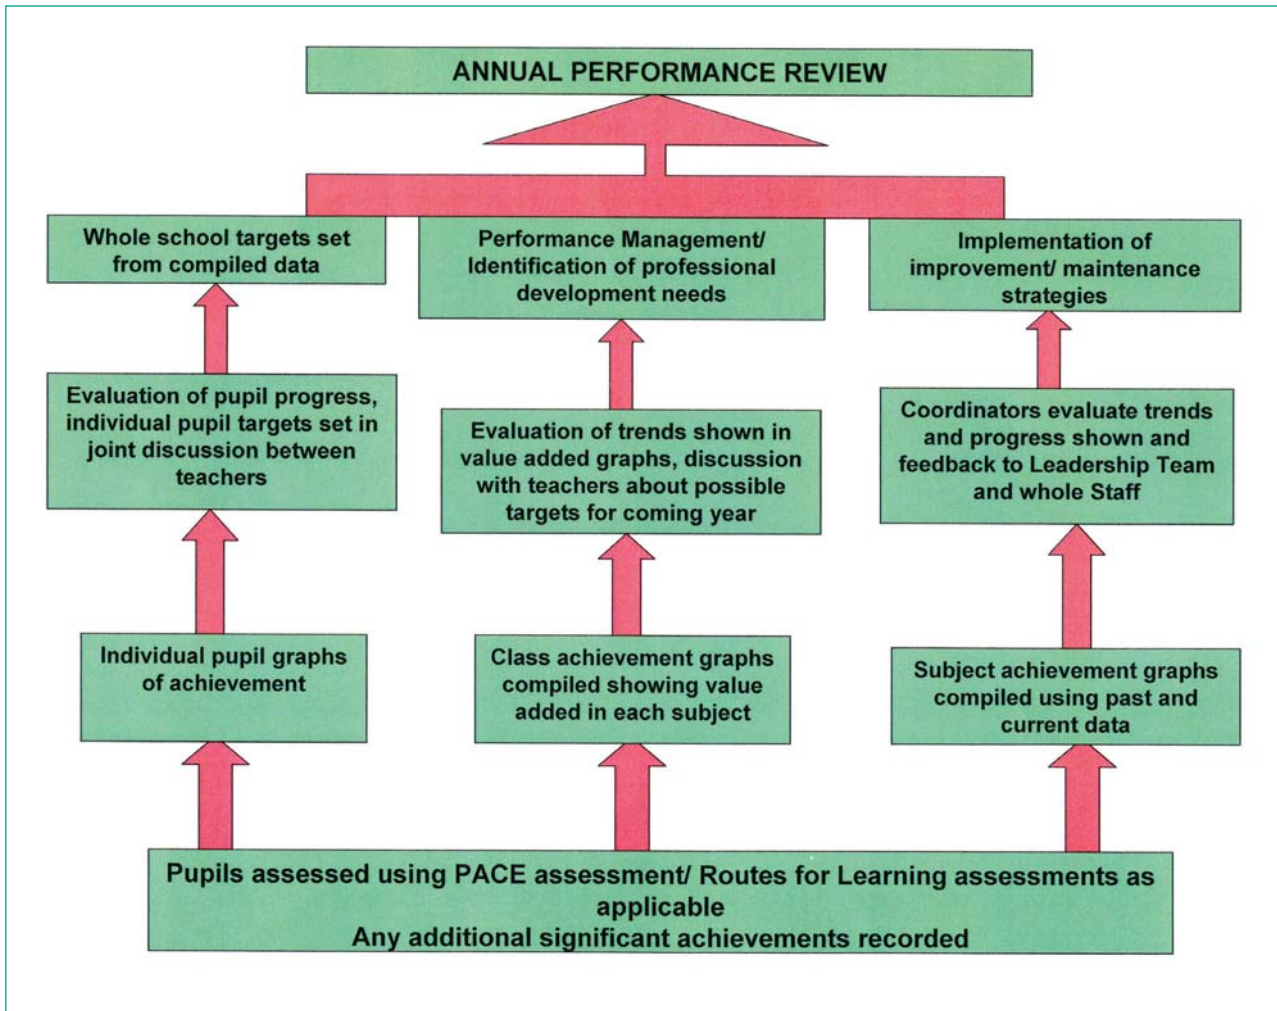 ANNUAL PERFORMANCE REVIEW
Whole school targets set
from compiled data
Performance Management/
Identification of professional
development needs
Implementation of
improvement/ maintenance
strategies
Evaluation of pupil progress,
individual pupil targets set in
joint discussion between
teachers
Evaluation of trends shown in
value added graphs, discussion
with teachers about possible
targets for coming year
Coordinators evaluate trends
and progress shown and
feedback to Leadership Team
and whole Staff
Individual pupil graphs
of achievement
Class achievement graphs
compiled showing value
added in each subject
Subject achievement graphs
compiled using past and
current data
Pupils assessed using PACE assessment/ Routes for Learning assessments as
applicable
Any additional significant achievements recorded